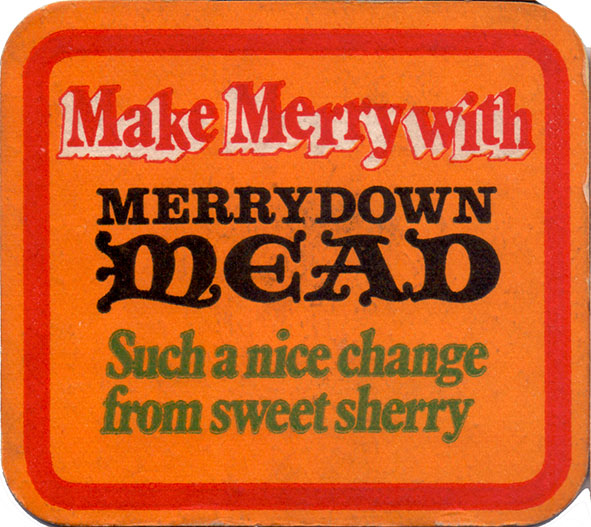 Make Merry with
MERRYDOWN
MEAD
Such a nice change
from sweet sherry